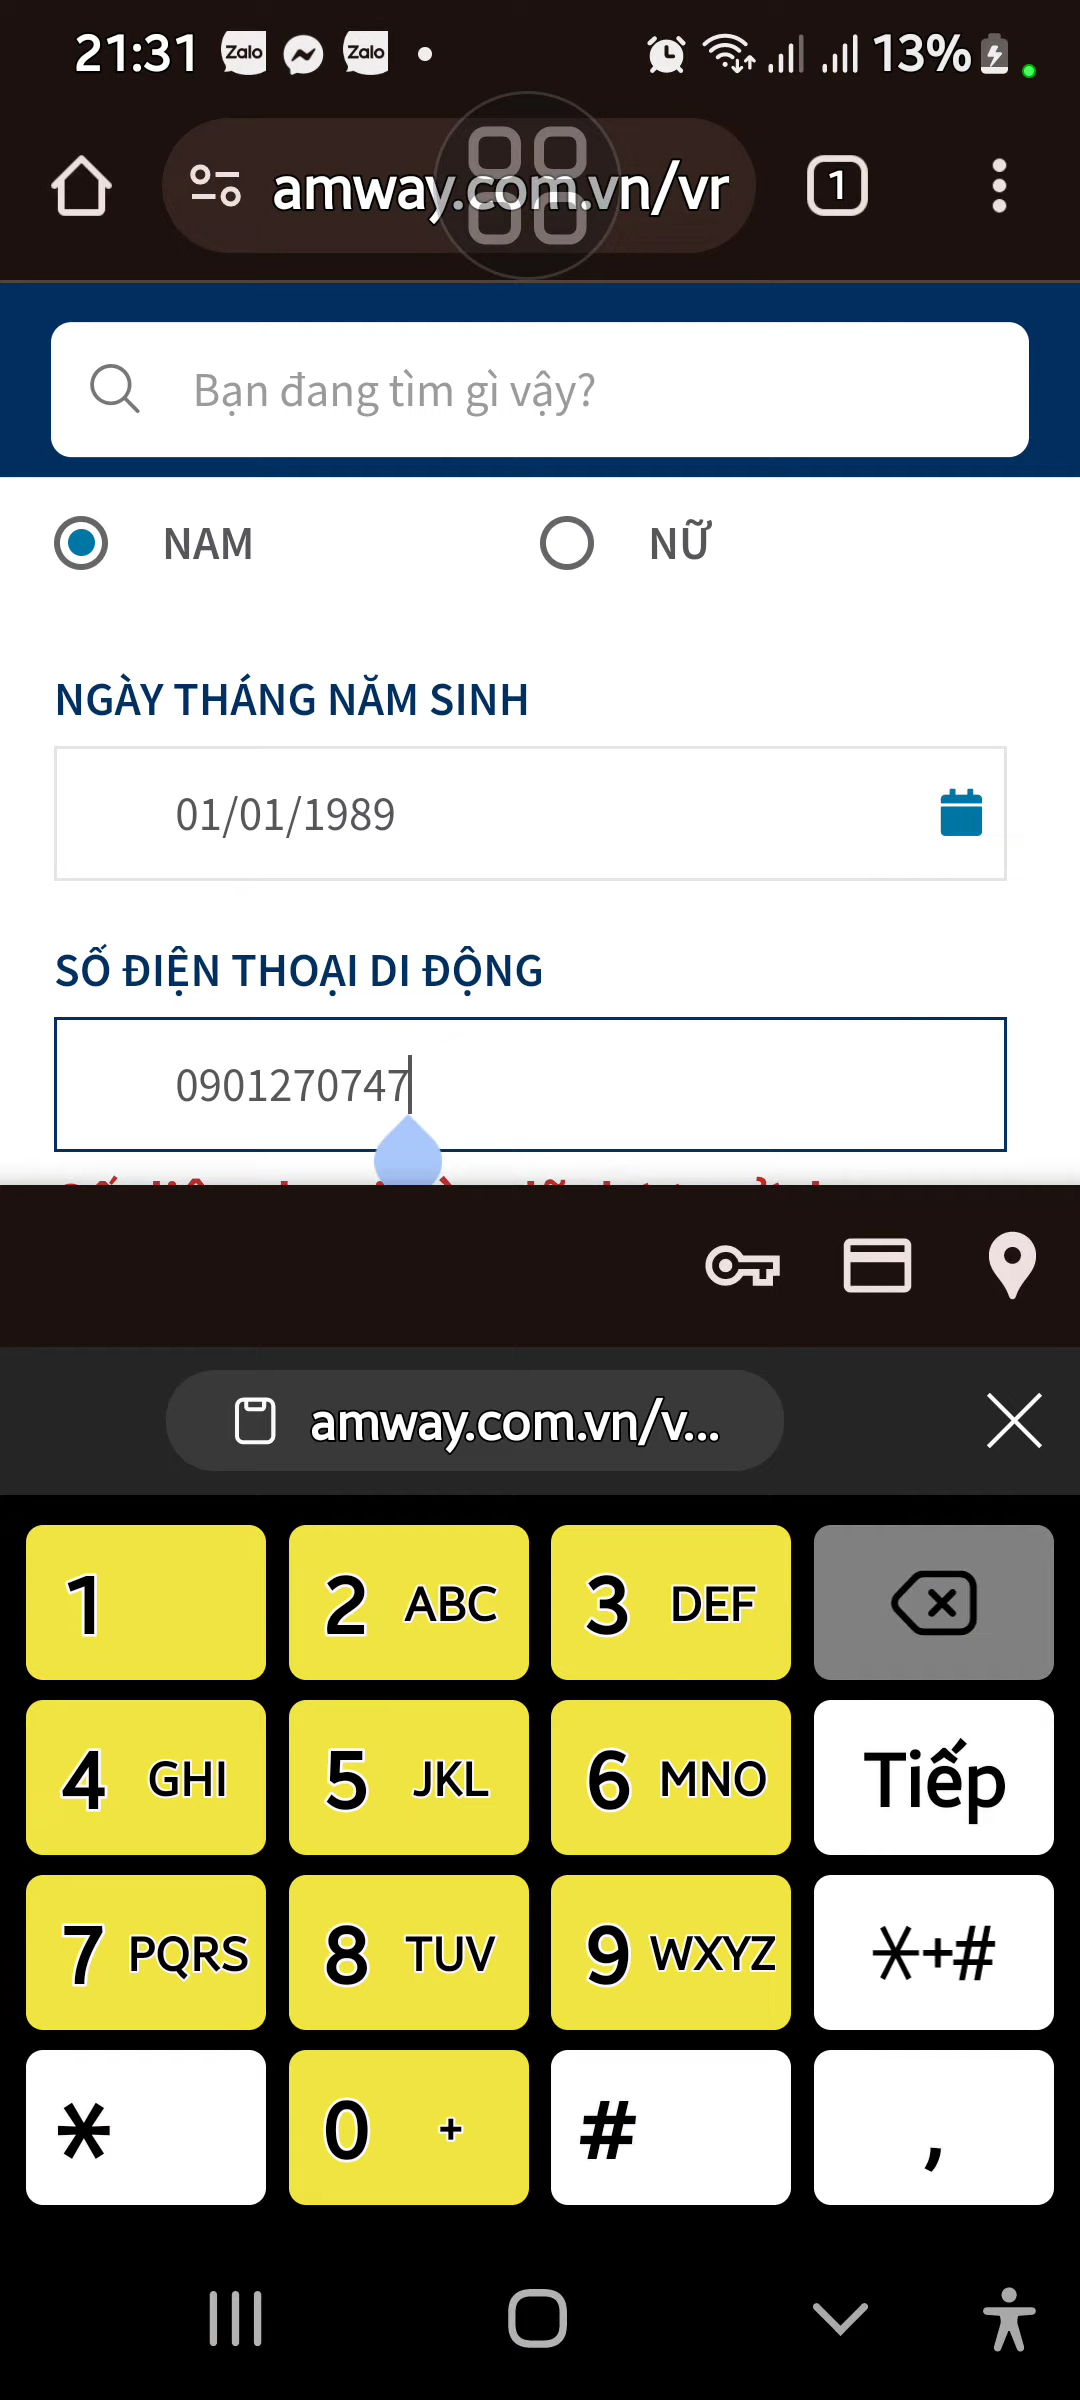 21:31 Zalo Zalo 13%
amway.com.vn/vr 1
Bạn đang tìm gì vậy?
NAM NỮ
NGÀY THÁNG NĂM SINH
01/01/1989
SỐ ĐIỆN THOẠI DI ĐỘNG
0901270747
amway.com.vn/v...
1 2 ABC 3 DEF
4 GHI 5 JKL 6 MNO Tiếp
7 PQRS 8 TUV 9 WXYZ *+#
* 0 + # ,